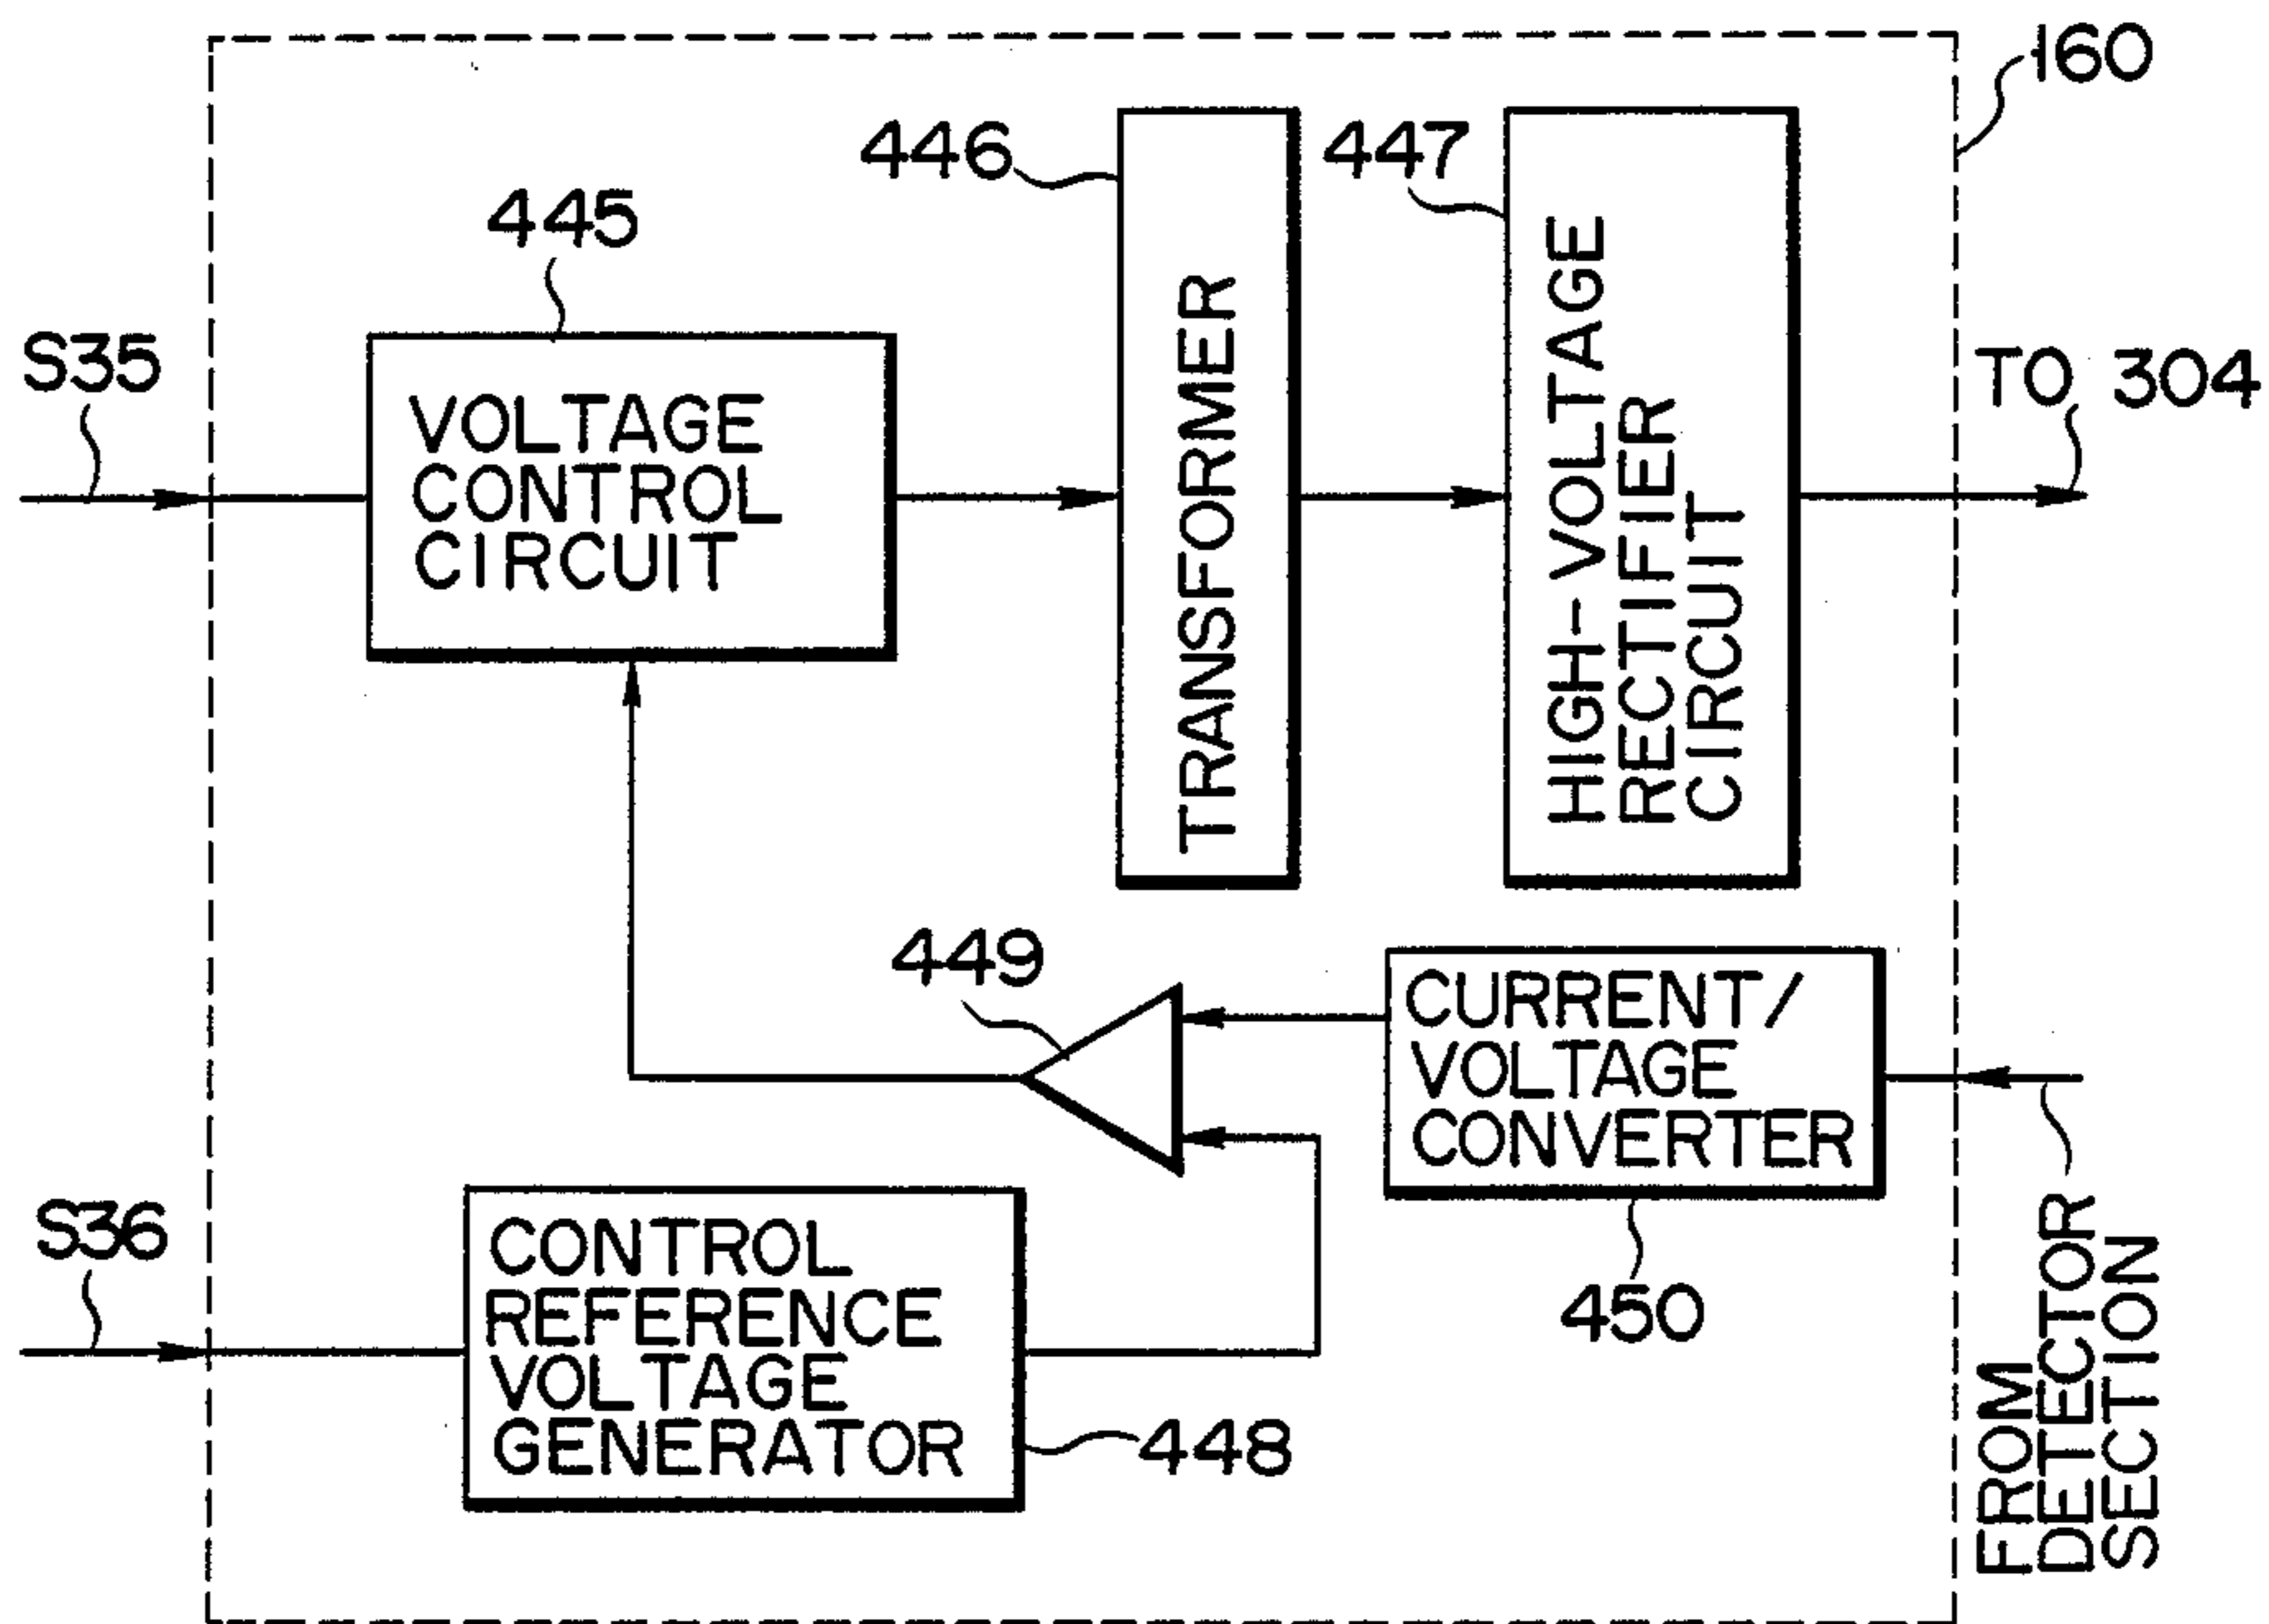 160
446
447
445
S35
VOLTAGE
CONTROL
CIRCUIT
TRANSFORMER
HIGH-VOLTAGE
RECTIFIER
CIRCUIT
TO 304
449
CURRENT/
VOLTAGE
CONVERTER
S36
CONTROL
REFERENCE
VOLTAGE
GENERATOR
448
450
FROM
DETECTOR
SECTION